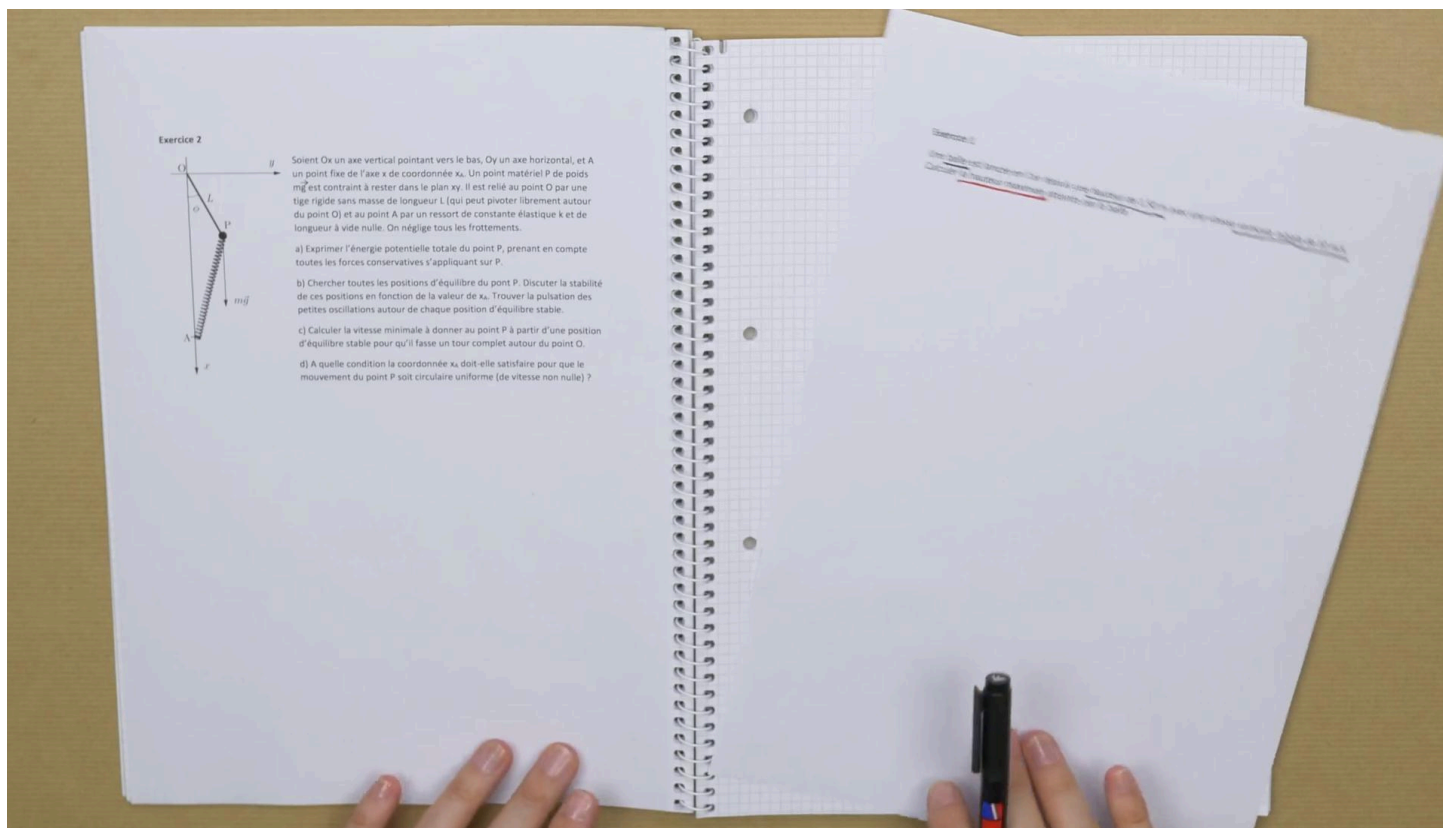 Exercice 2
O
y
Soient Ox un axe vertical pointant vers le bas, Oy un axe horizontal, et A
un point fixe de l'axe x de coordonnée xA. Un point matériel P de poids
mg⃗ est contraint à rester dans le plan xy. Il est relié au point O par une
tige rigide sans masse de longueur L (qui peut pivoter librement autour
du point O) et au point A par un ressort de constante élastique k et de
longueur à vide nulle. On néglige tous les frottements.
L
P
mg⃗
A
x
a) Exprimer l'énergie potentielle totale du point P, prenant en compte
toutes les forces conservatives s'appliquant sur P.
b) Chercher toutes les positions d'équilibre du pont P. Discuter la stabilité
de ces positions en fonction de la valeur de xA. Trouver la pulsation des
petites oscillations autour de chaque position d'équilibre stable.
c) Calculer la vitesse minimale à donner au point P à partir d'une position
d'équilibre stable pour qu'il fasse un tour complet autour du point O.
d) A quelle condition la coordonnée xA doit-elle satisfaire pour que le
mouvement du point P soit circulaire uniforme (de vitesse non nulle) ?